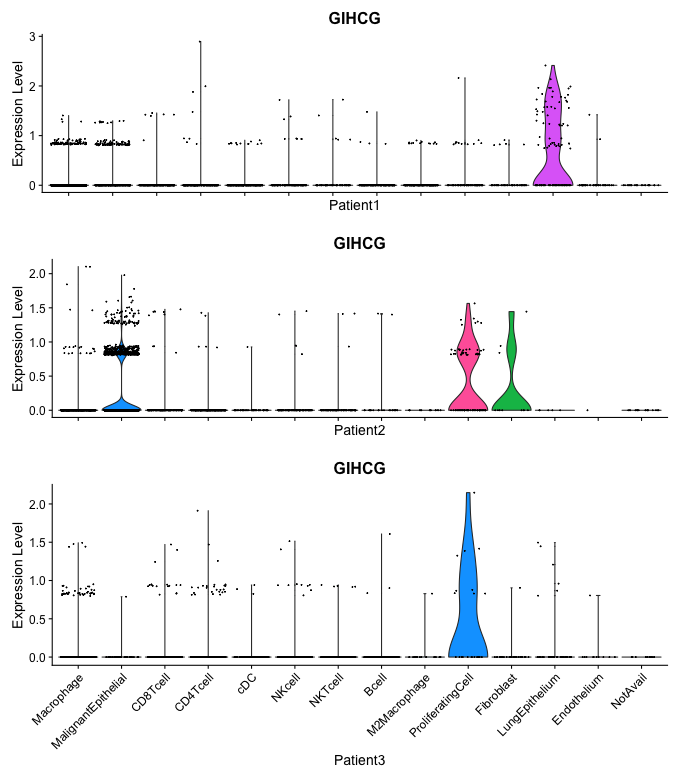 GIHCG
Expression Level
3
2
1
0
Patient1
GIHCG
Expression Level
2.0
1.5
1.0
0.5
0.0
Patient2
GIHCG
Expression Level
2.0
1.5
1.0
0.5
0.0
Macrophage
MalignantEpithelial
CD8Tcell
CD4Tcell
cDC
NKcell
NKTcell
Bcell
M2Macrophage
ProliferatingCell
Fibroblast
LungEpithelium
Endothelium
NotAvail
Patient3